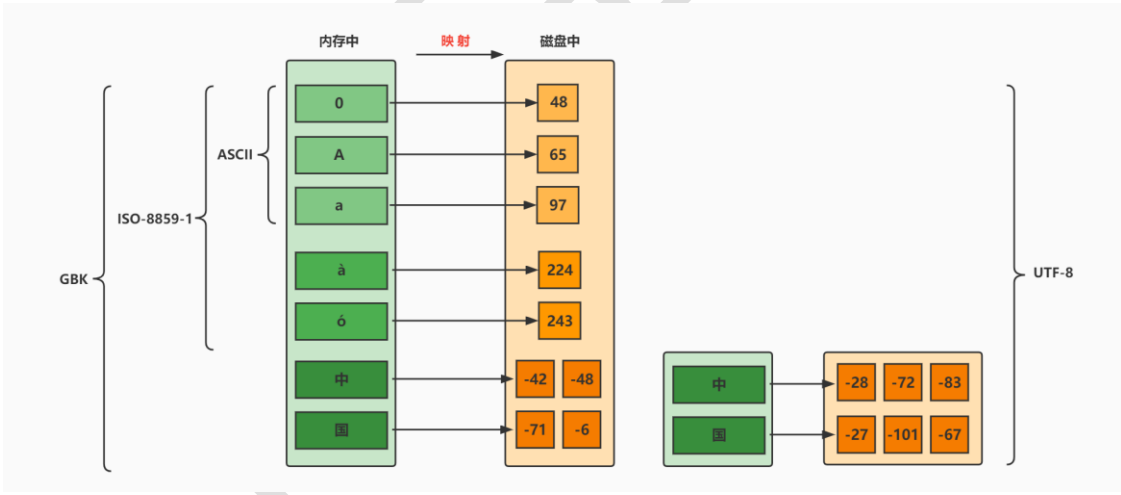 内存中 映 射 磁盘中
0 48
ASCII A 65
a 97
ISO-8859-1
GBK à 224 UTF-8
ó 243
中 -42 -48 中 -28 -72 -83
国 -71 -6 国 -27 -101 -67